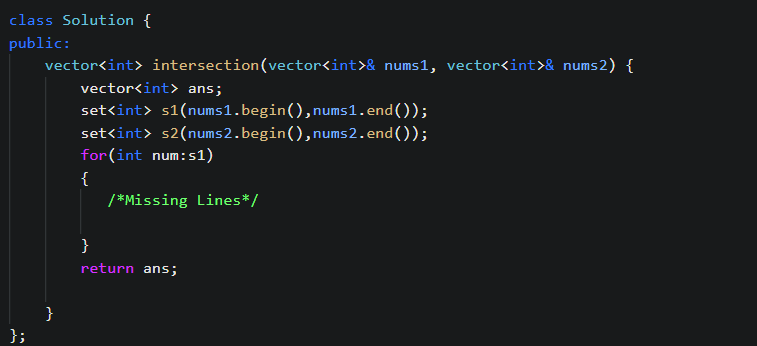 class Solution {
public:
    vector<int> intersection(vector<int>& nums1, vector<int>& nums2) {
        vector<int> ans;
        set<int> s1(nums1.begin(),nums1.end());
        set<int> s2(nums2.begin(),nums2.end());
        for(int num:s1)
        {
           /*Missing Lines*/
        }
        return ans;
    }
};